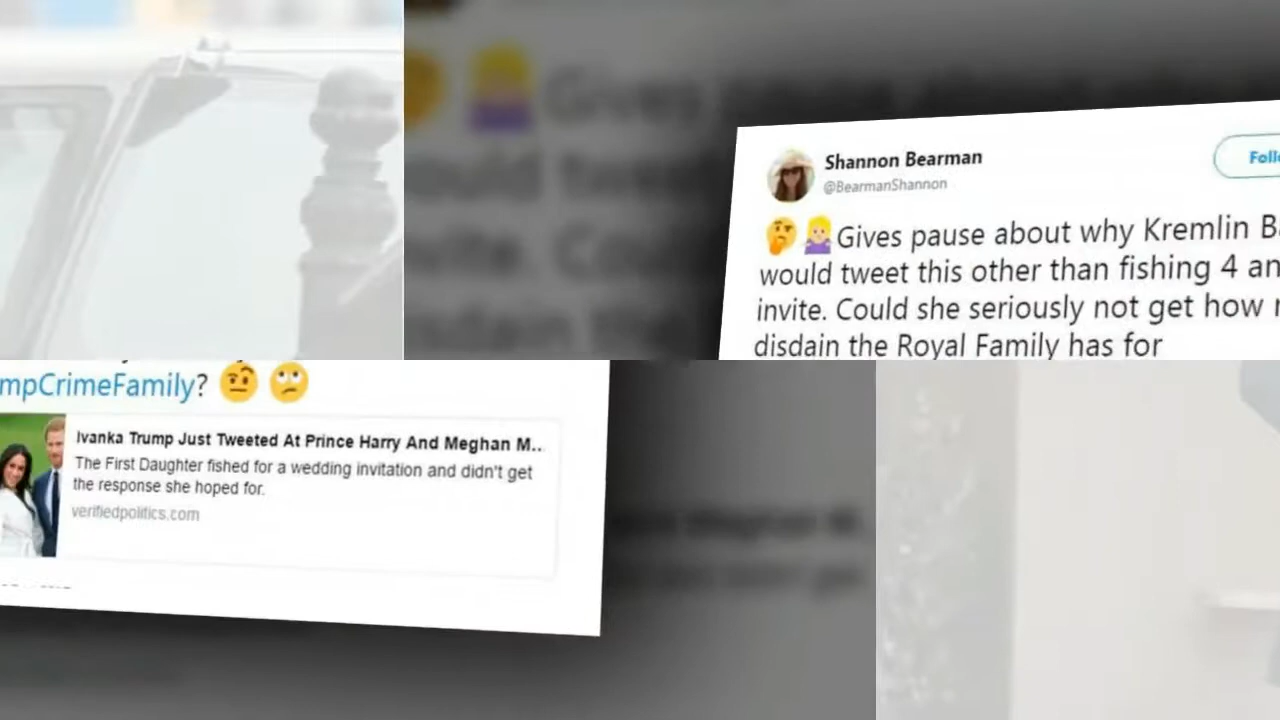 Shannon Bearman
@BearmanShannon
Gives pause about why Kremlin
would tweet this other than fishing 4
invite. Could she seriously not get how
disdain the Royal Family has for
mpCrimeFamily?
Ivanka Trump Just Tweeted At Prince Harry And Meghan M..
The First Daughter fished for a wedding invitation and didn't get
the response she hoped for.
verifiedpolitics.com